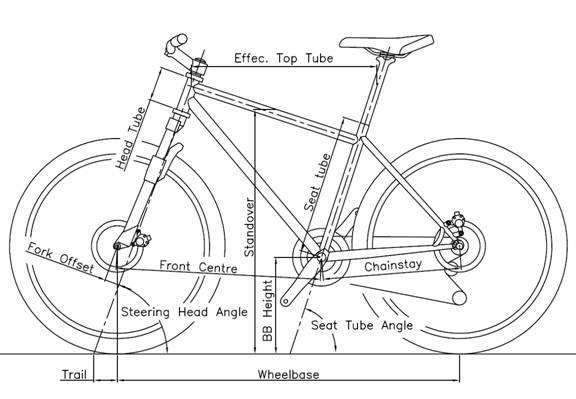 Effec. Top Tube
Head Tube
Seat tube
Standover
Fork Offset
Front Centre
Chainstay
BB Height
Steering Head Angle
Seat Tube Angle
Trail
Wheelbase